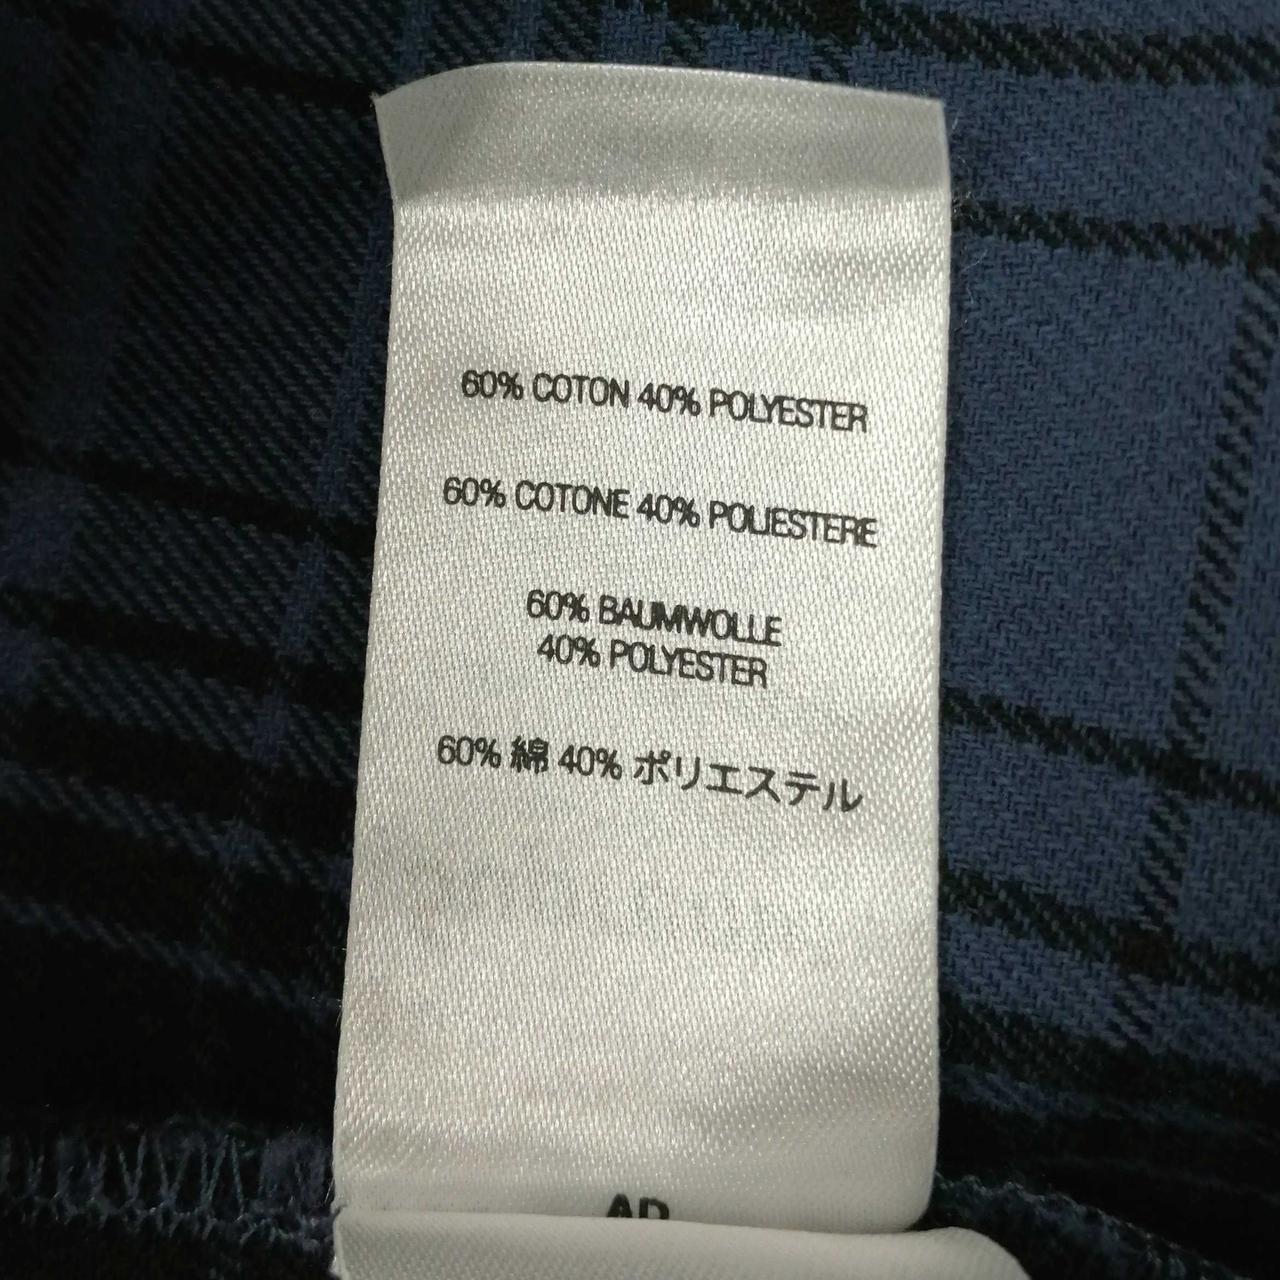 60% COTON 40% POLYESTER
60% COTONE 40% POLIESTERE
60% BAUMWOLLE
40% POLYESTER
60% 綿 40% ポリエステル